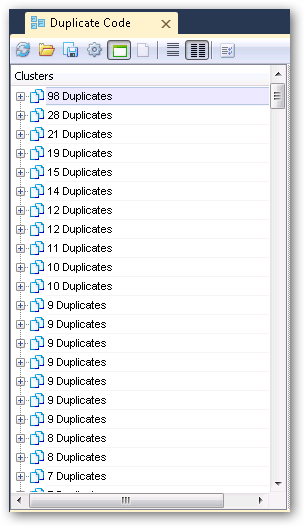 Duplicate Code
Clusters
98 Duplicates
28 Duplicates
21 Duplicates
19 Duplicates
15 Duplicates
14 Duplicates
12 Duplicates
12 Duplicates
11 Duplicates
10 Duplicates
10 Duplicates
9 Duplicates
9 Duplicates
9 Duplicates
9 Duplicates
9 Duplicates
9 Duplicates
9 Duplicates
8 Duplicates
8 Duplicates
7 Duplicates